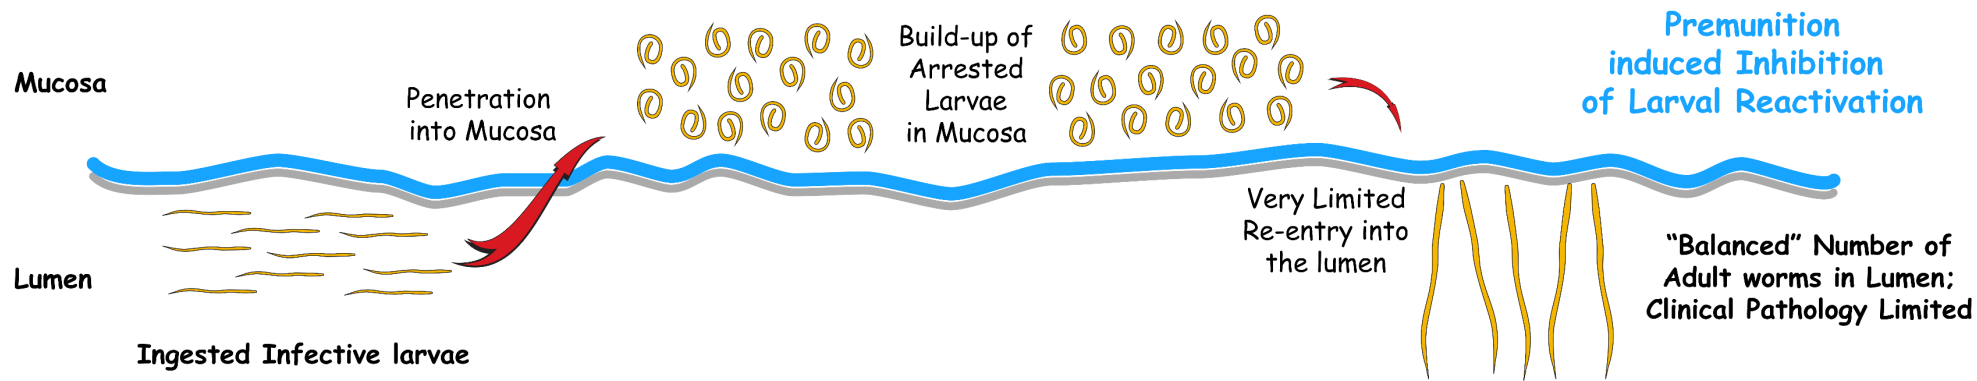 Mucosa
Penetration
into Mucosa
Build-up of
Arrested
Larvae
in Mucosa
Premunition
induced Inhibition
of Larval Reactivation
Lumen
Ingested Infective larvae
Very Limited
Re-entry into
the lumen
“Balanced” Number of
Adult worms in Lumen;
Clinical Pathology Limited